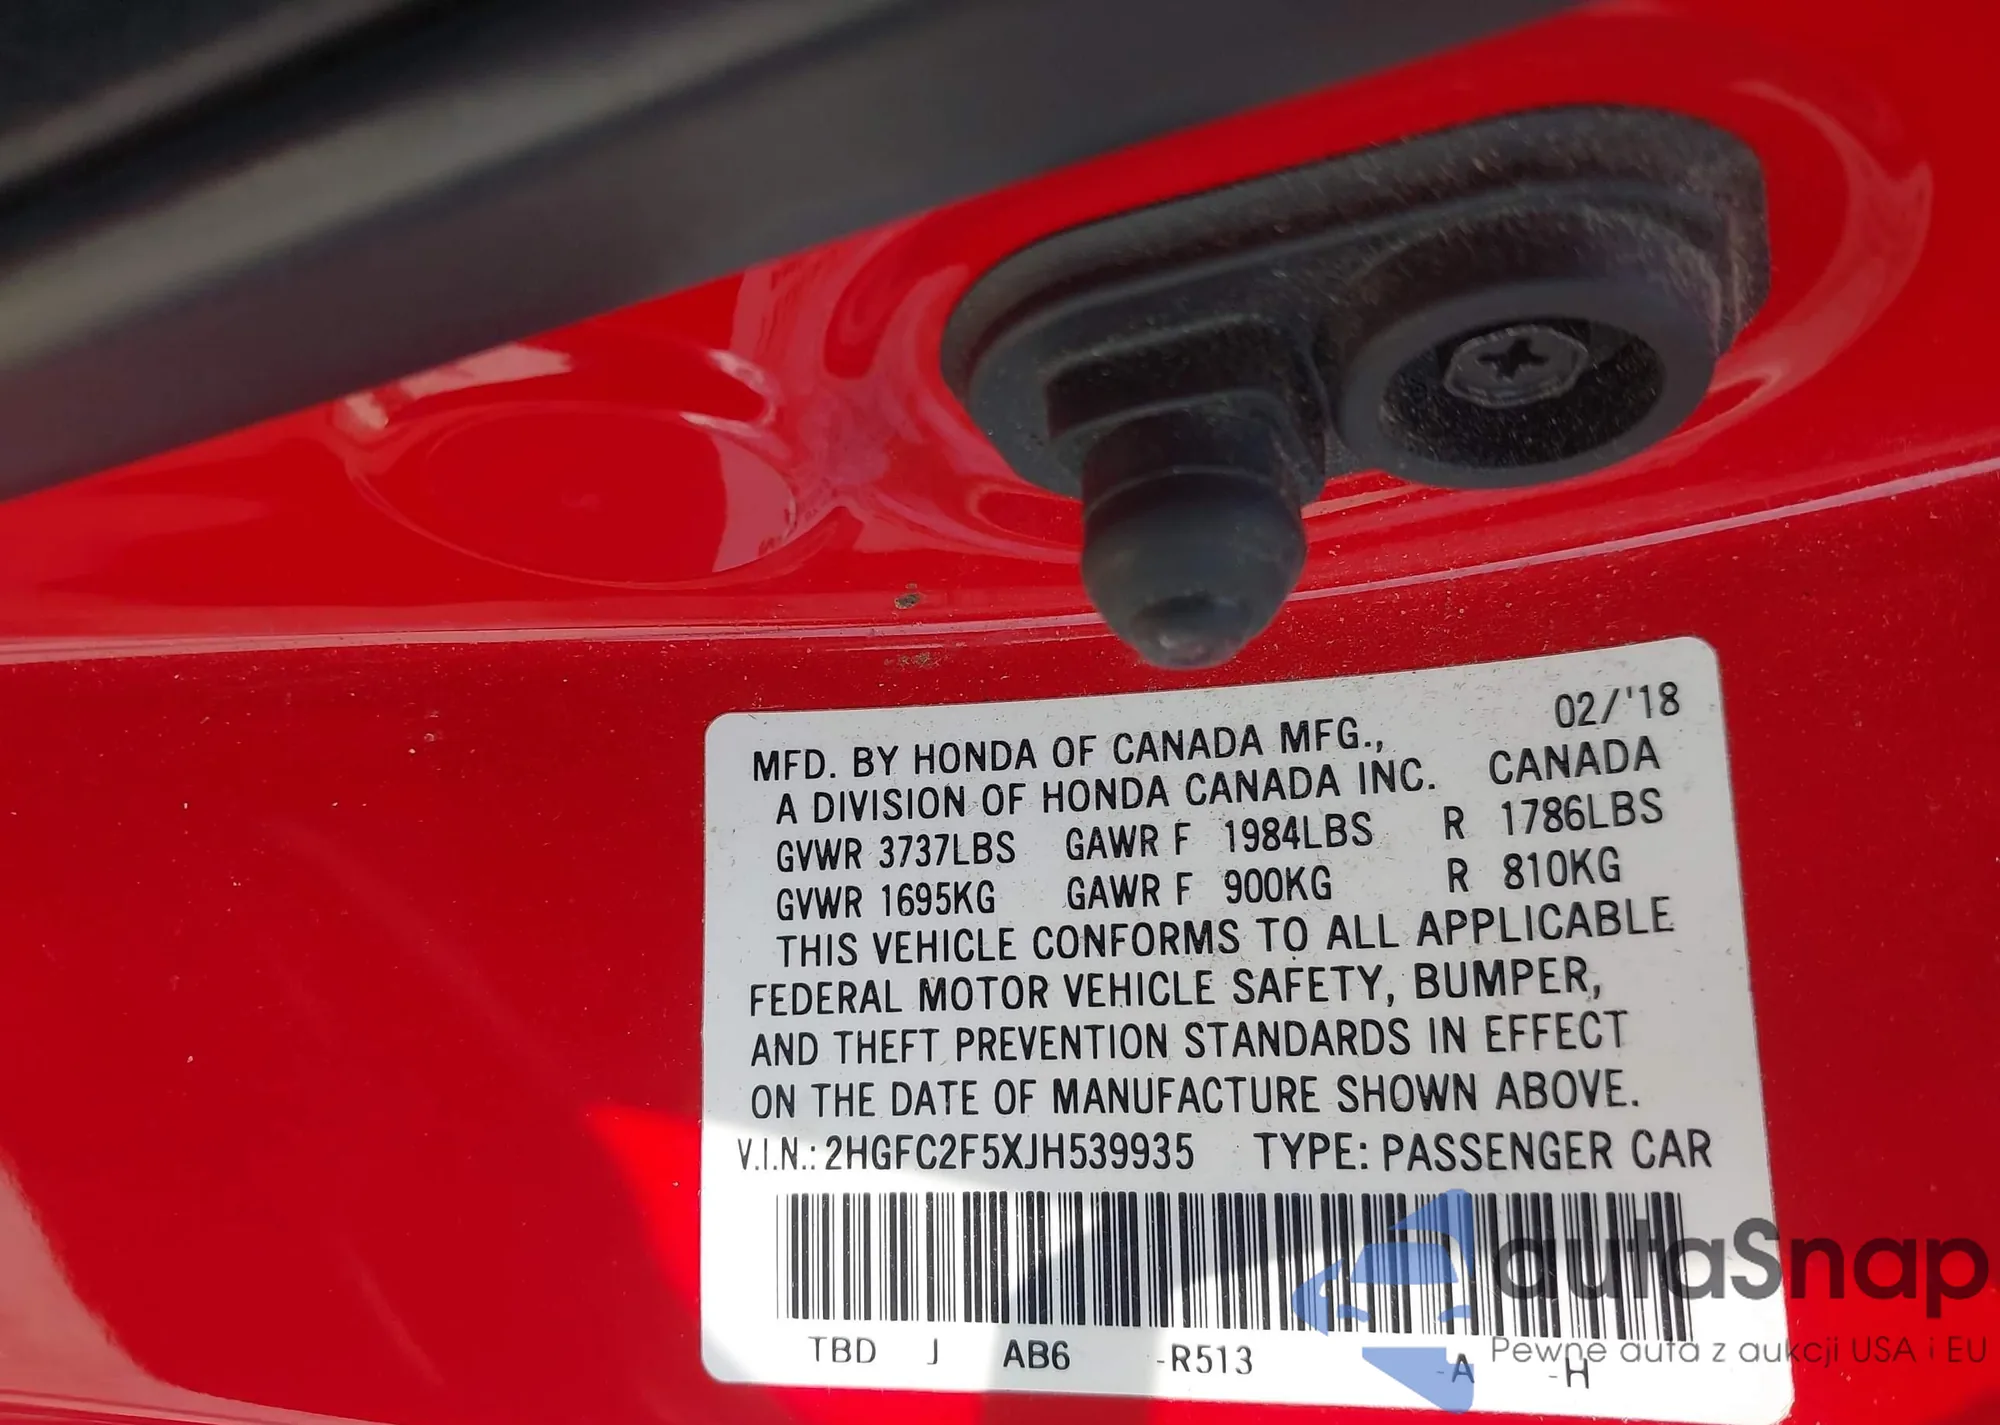 02/'18
MFD. BY HONDA OF CANADA MFG.,
A DIVISION OF HONDA CANADA INC. CANADA
GVWR 3737LBS GAWR F 1984LBS R 1786LBS
GVWR 1695KG GAWR F 900KG R 810KG
THIS VEHICLE CONFORMS TO ALL APPLICABLE
FEDERAL MOTOR VEHICLE SAFETY, BUMPER,
AND THEFT PREVENTION STANDARDS IN EFFECT
ON THE DATE OF MANUFACTURE SHOWN ABOVE.
V.I.N.: 2HGFC2F5XJH539935 TYPE: PASSENGER CAR
TBD J AB6 -R513 -A -H
autaSnap
Pewne auta z aukcji USA i EU